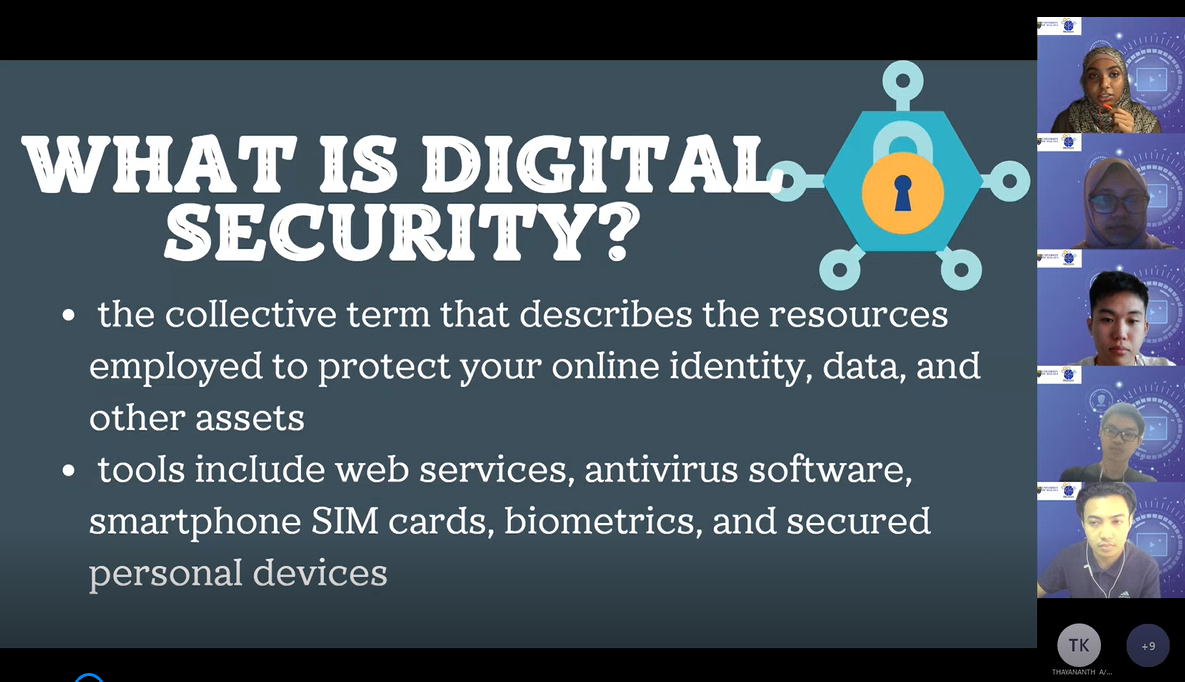 WHAT IS DIGITAL
SECURITY?
• the collective term that describes the resources
employed to protect your online identity, data, and
other assets
• tools include web services, antivirus software,
smartphone SIM cards, biometrics, and secured
personal devices
TK
+9
THAYANANTH A/...